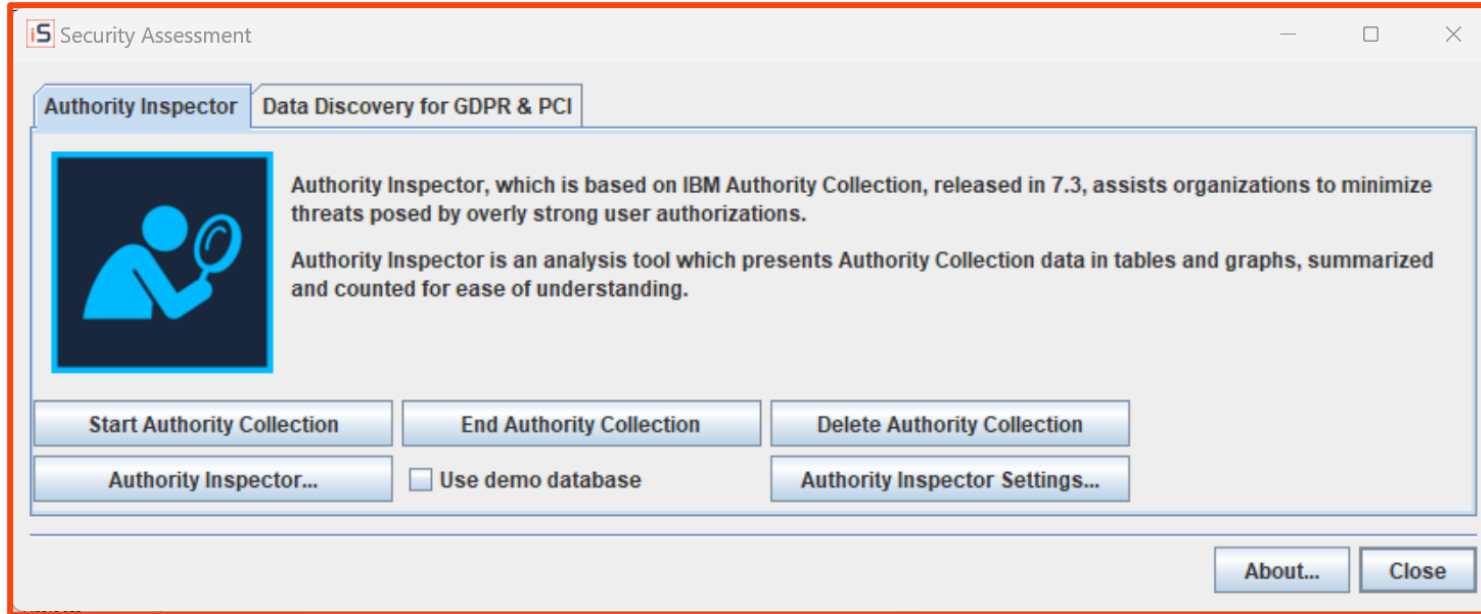 iS Security Assessment
Authority Inspector Data Discovery for GDPR & PCI
Authority Inspector, which is based on IBM Authority Collection, released in 7.3, assists organizations to minimize
threats posed by overly strong user authorizations.
Authority Inspector is an analysis tool which presents Authority Collection data in tables and graphs, summarized
and counted for ease of understanding.
Start Authority Collection End Authority Collection Delete Authority Collection
Authority Inspector... Use demo database Authority Inspector Settings...
About... Close